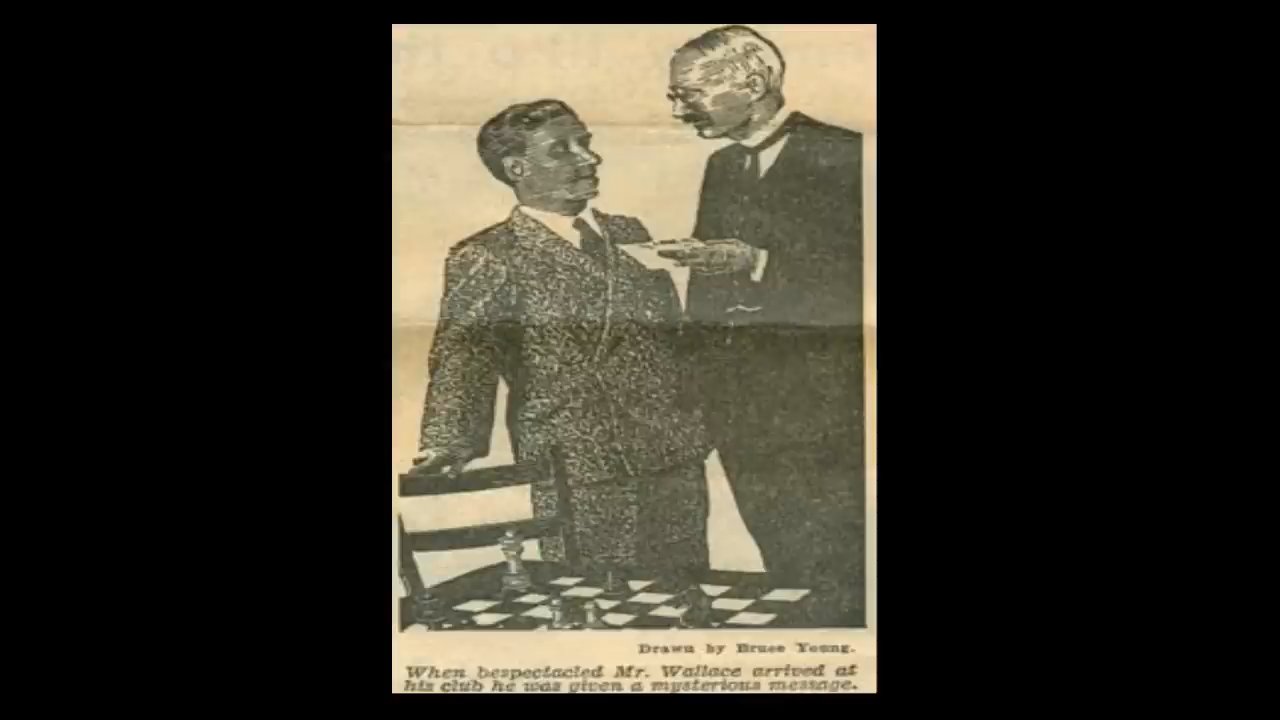 Drawn by Bruce Young.
When bespectacled Mr. Wallace arrived at
his club he was given a mysterious message.